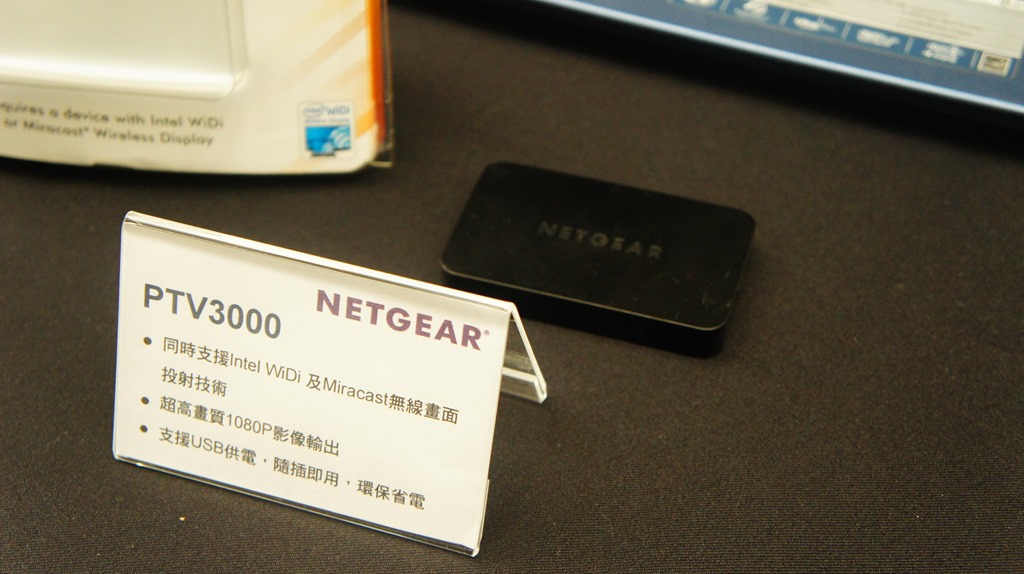 quires a device with Intel WiDi
or Miracast* Wireless Display
intel WiDi
NETGEAR
PTV3000
NETGEAR®
• 同時支援Intel WiDi 及Miracast無線畫面
投射技術
• 超高畫質1080P影像輸出
• 支援USB供電，隨插即用，環保省電